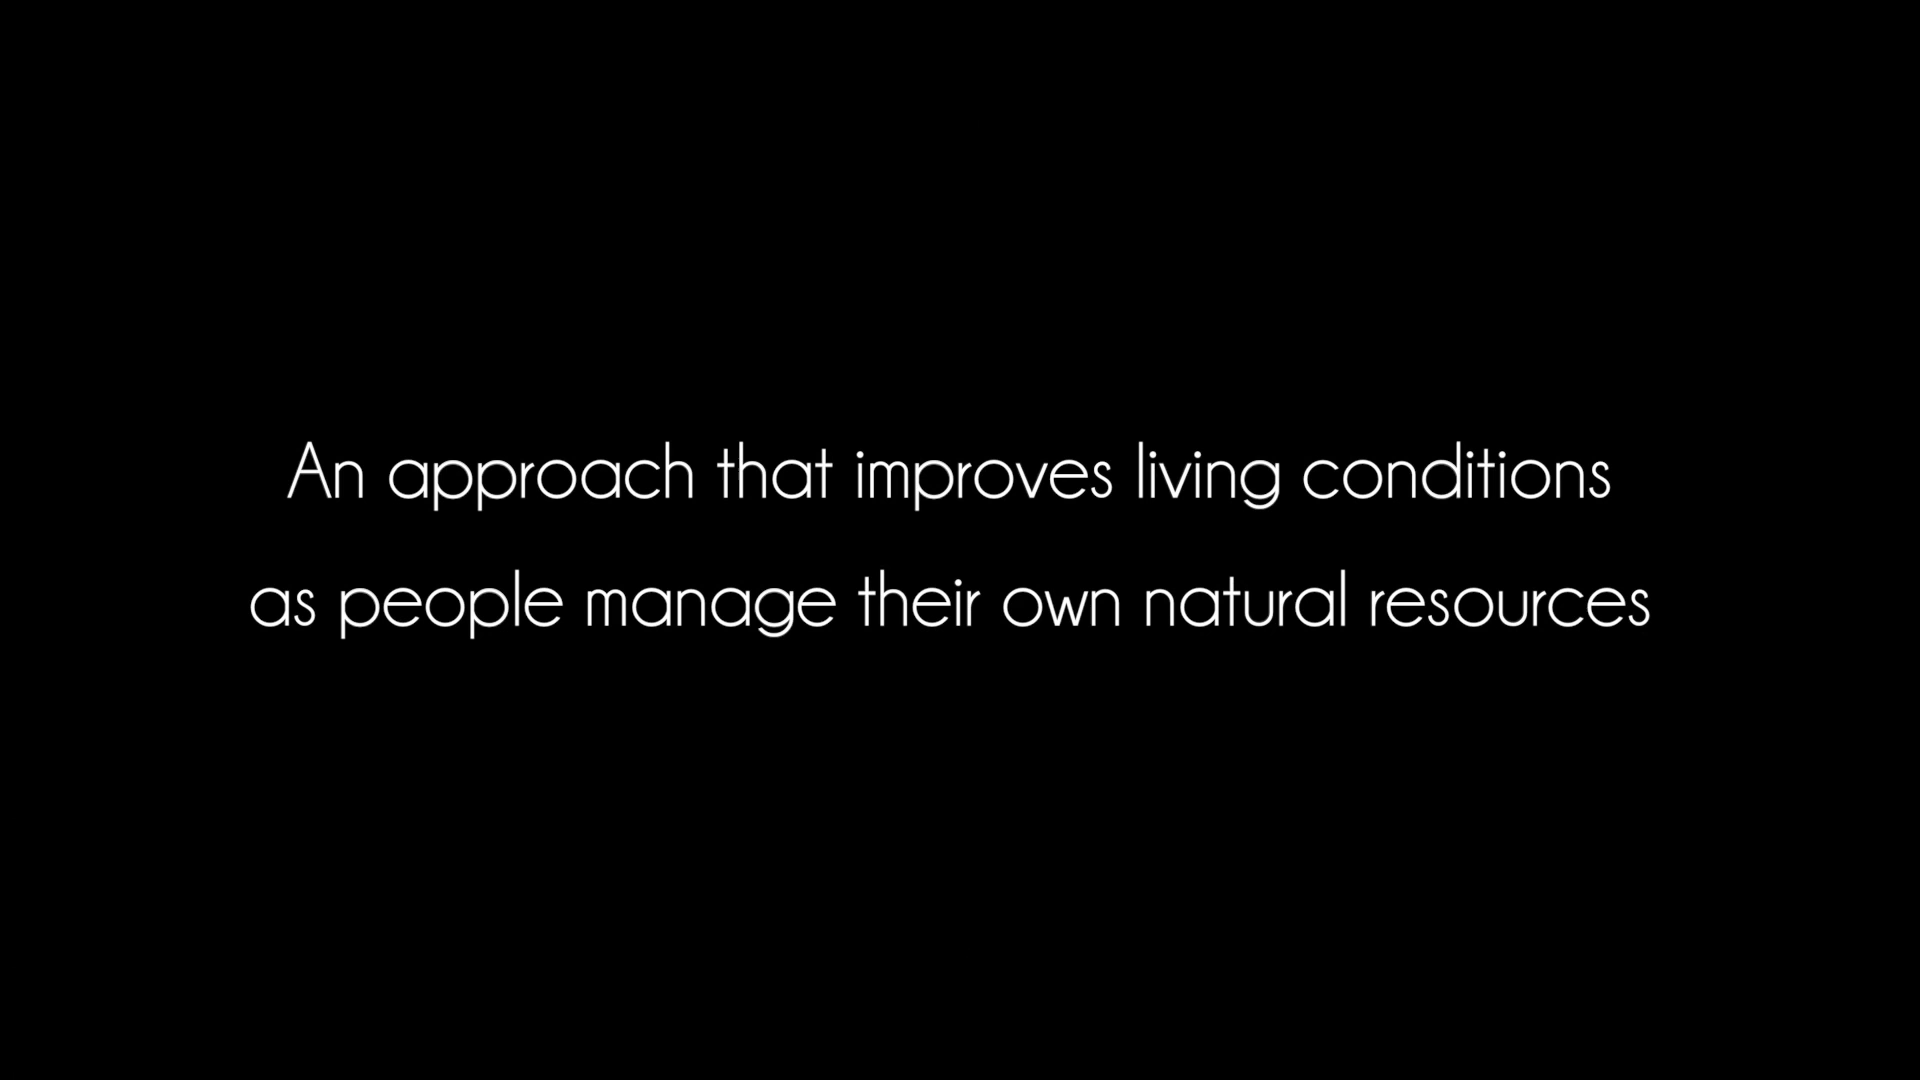 An approach that improves living conditions
as people manage their own natural resources